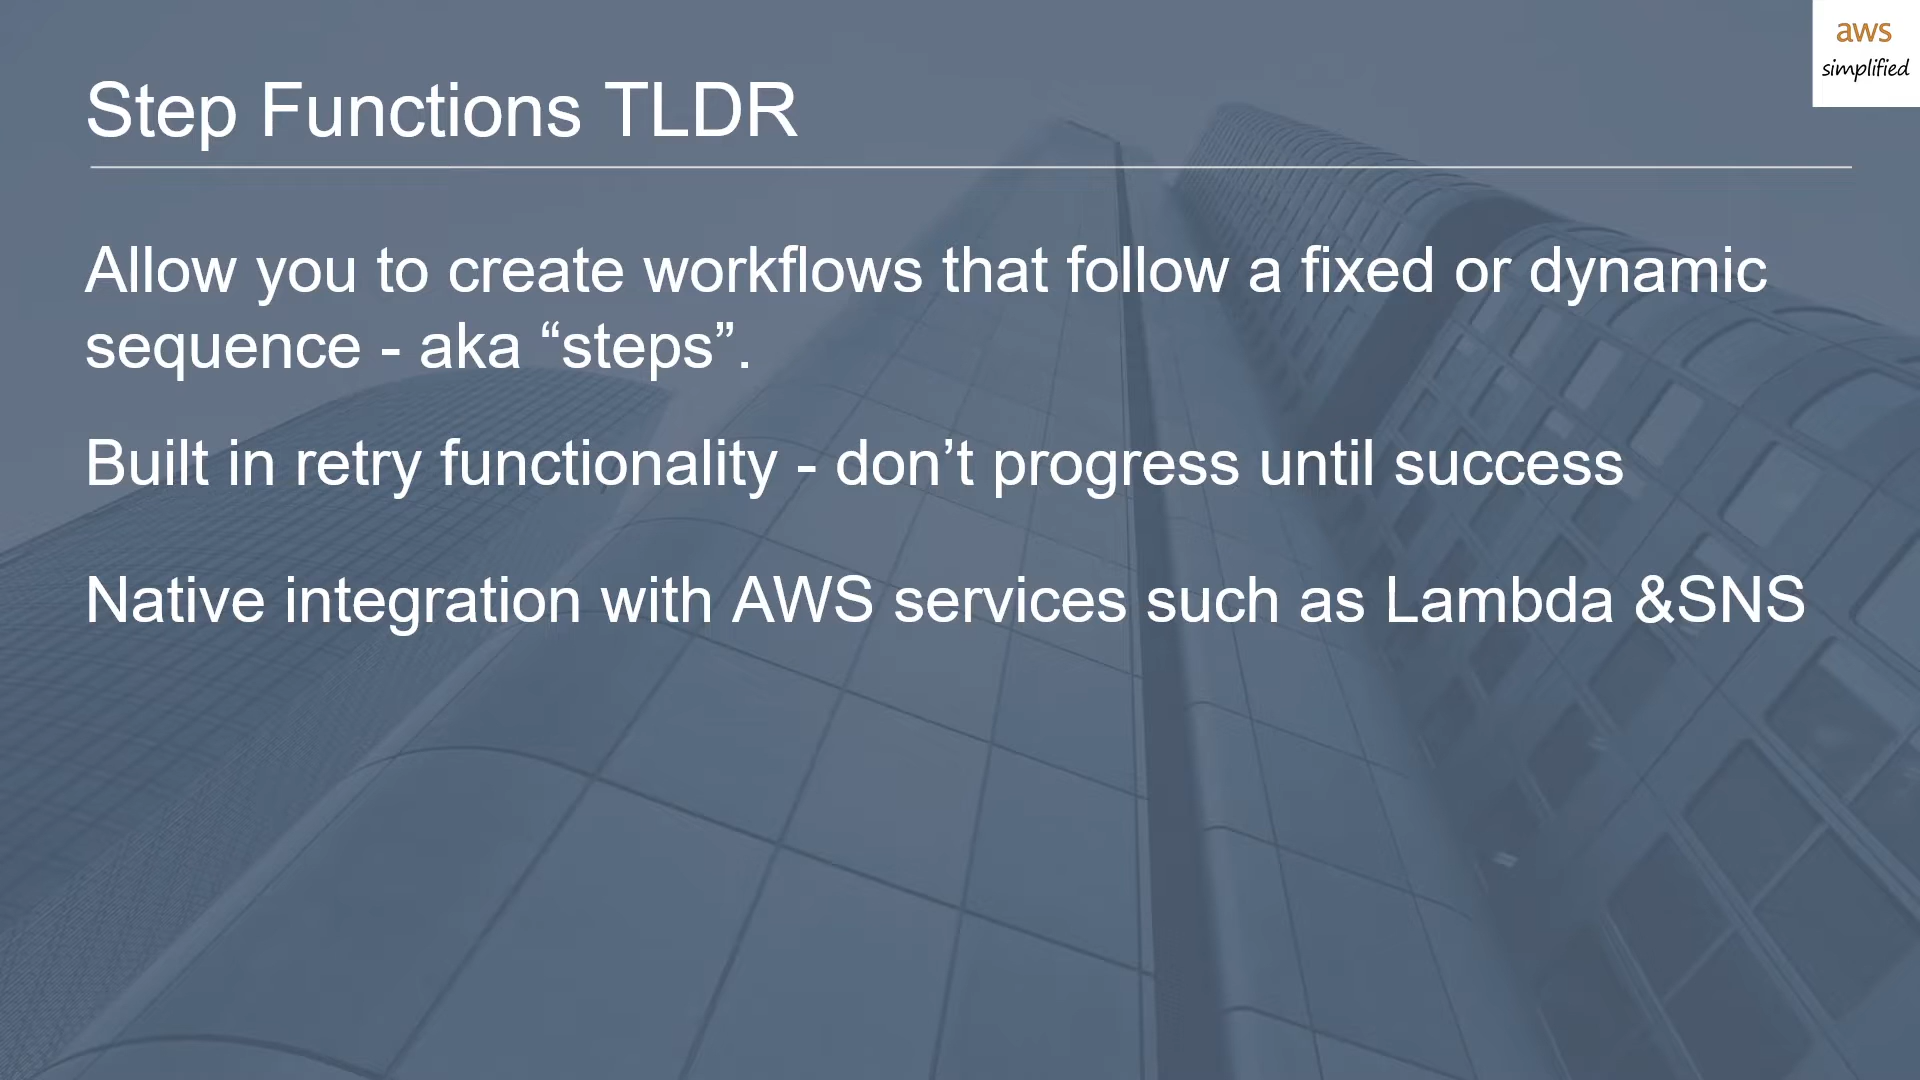 aws
simplified
Step Functions TLDR
Allow you to create workflows that follow a fixed or dynamic
sequence - aka “steps”.
Built in retry functionality - don’t progress until success
Native integration with AWS services such as Lambda &SNS